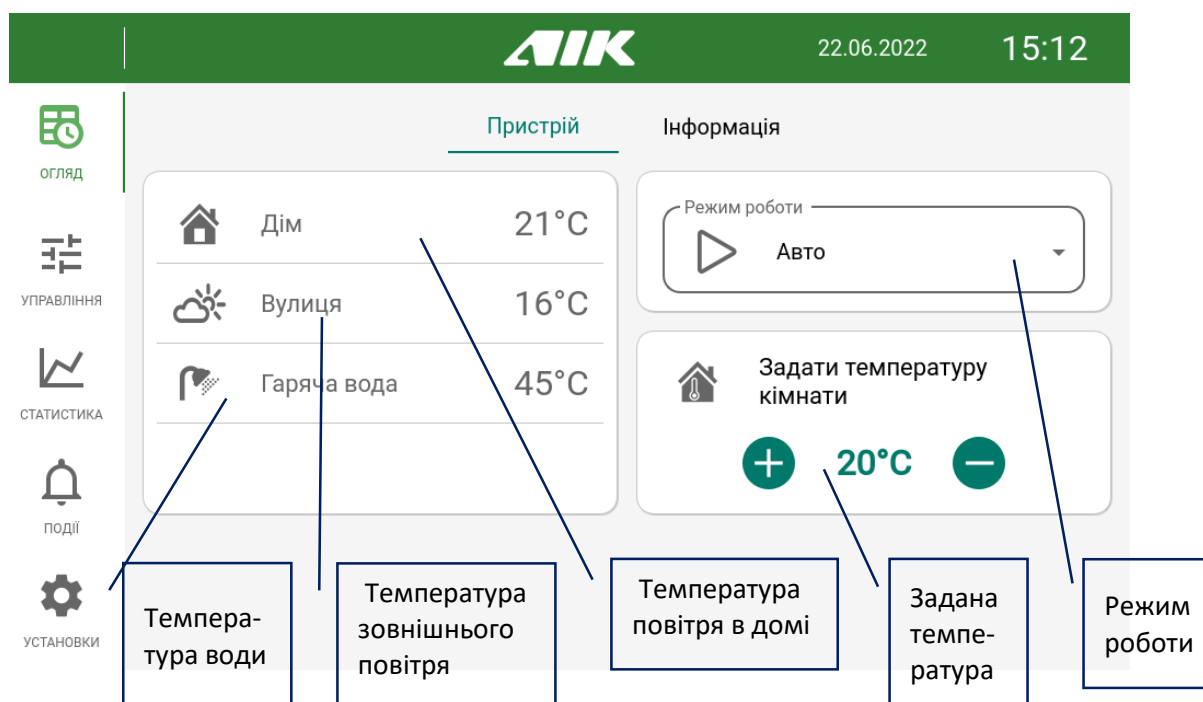 АІК
22.06.2022
15:12
ОГЛЯД
УПРАВЛІННЯ
СТАТИСТИКА
ПОДІЇ
УСТАНОВКИ
Пристрій
Інформація
Дім
21°C
Вулиця
16°C
Гаряча вода
45°C
Режим роботи
Авто
Задати температуру
кімнати
20°C
Темпера-
тура води
Температура
зовнішнього
повітря
Температура
повітря в домі
Задана
темпе-
ратура
Режим
роботи